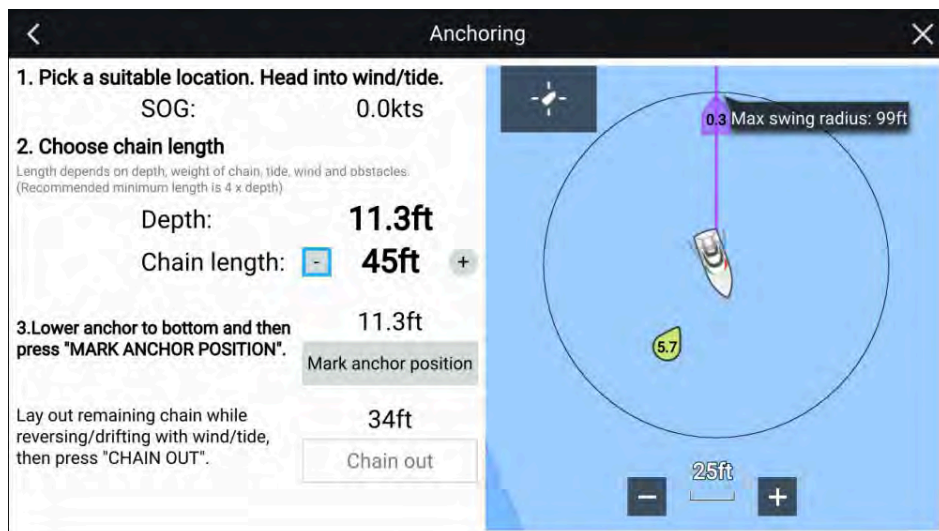 Anchoring
1. Pick a suitable location. Head into wind/tide.
SOG: 0.0kts
2. Choose chain length
Length depends on depth, weight of chain, tide, wind and obstacles.
(Recommended minimum length is 4 x depth)
Depth: 11.3ft
Chain length: - 45ft +
3.Lower anchor to bottom and then
press "MARK ANCHOR POSITION".
11.3ft
Mark anchor position
Lay out remaining chain while
reversing/drifting with wind/tide,
then press "CHAIN OUT".
34ft
Chain out
0.3 Max swing radius: 99ft
5.7
25ft
- +